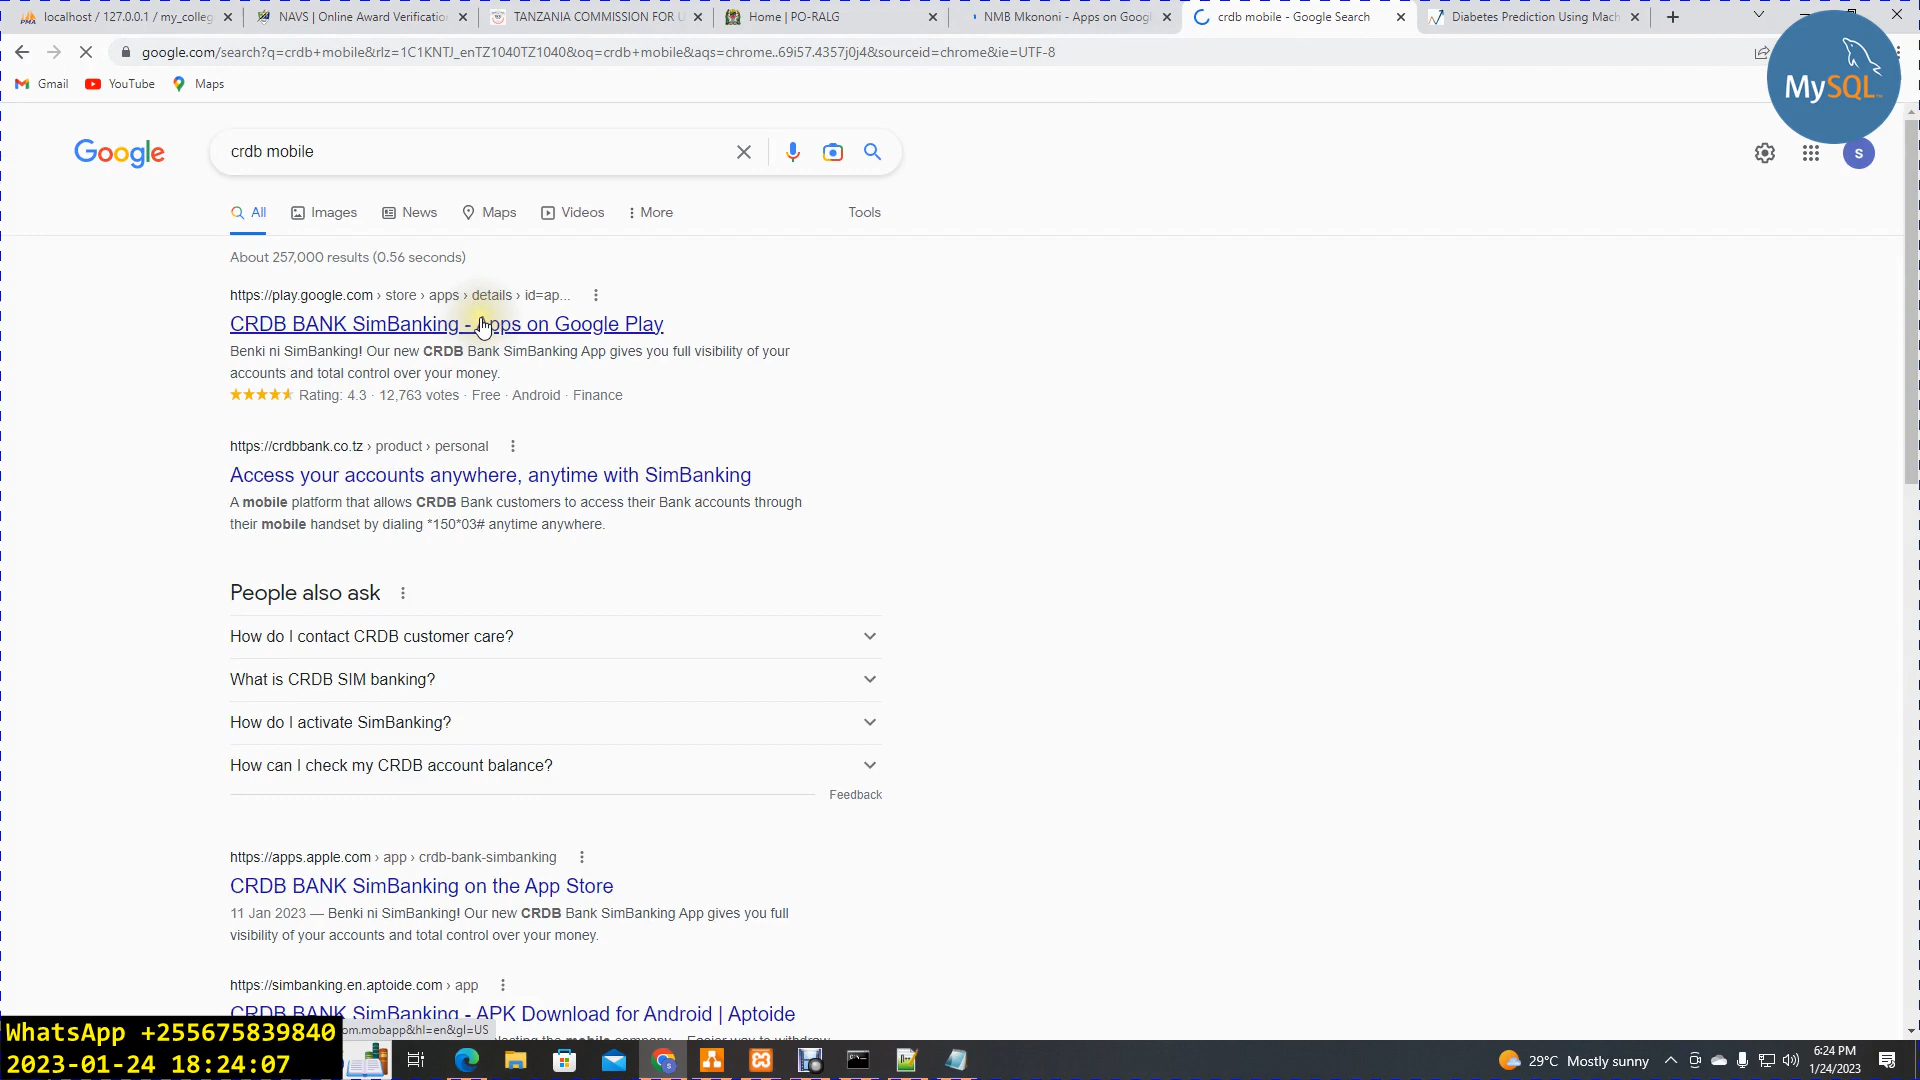 localhost / 127.0.0.1 / my_colleg
NAVS | Online Award Verificatio
TANZANIA COMMISSION FOR U
Home | PO-RALG
NMB Mkononi - Apps on Googl
crdb mobile - Google Search
Diabetes Prediction Using Mach
google.com/search?q=crdb+mobile&rlz=1C1KNTJ_enTZ1040TZ1040&oq=crdb+mobile&aqs=chrome..69i57.4357j0j4&sourceid=chrome&ie=UTF-8
Gmail
YouTube
Maps
MySQL
Google
crdb mobile
S
All
Images
News
Maps
Videos
More
Tools
About 257,000 results (0.56 seconds)
https://play.google.com › store › apps › details › id=ap...
CRDB BANK SimBanking - Apps on Google Play
Benki ni SimBanking! Our new CRDB Bank SimBanking App gives you full visibility of your
accounts and total control over your money.
Rating: 4.3 · 12,763 votes · Free · Android · Finance
https://crdbbank.co.tz › product › personal
Access your accounts anywhere, anytime with SimBanking
A mobile platform that allows CRDB Bank customers to access their Bank accounts through
their mobile handset by dialing *150*03# anytime anywhere.
People also ask
How do I contact CRDB customer care?
What is CRDB SIM banking?
How do I activate SimBanking?
How can I check my CRDB account balance?
Feedback
https://apps.apple.com › app › crdb-bank-simbanking
CRDB BANK SimBanking on the App Store
11 Jan 2023 — Benki ni SimBanking! Our new CRDB Bank SimBanking App gives you full
visibility of your accounts and total control over your money.
https://simbanking.en.aptoide.com › app
CRDB BANK SimBanking - APK Download for Android | Aptoide
om.mobapp&hl=en&gl=US
WhatsApp +255675839840
2023-01-24 18:24:07
29°C Mostly sunny
6:24 PM
1/24/2023